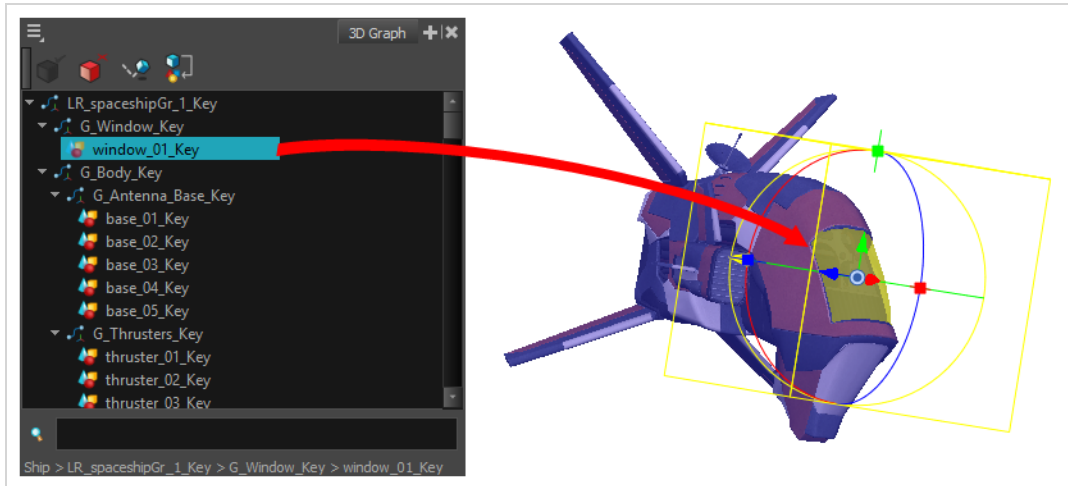 3D Graph
LR_spaceshipGr_1_Key
G_Window_Key
window_01_Key
G_Body_Key
G_Antenna_Base_Key
base_01_Key
base_02_Key
base_03_Key
base_04_Key
base_05_Key
G_Thrusters_Key
thruster_01_Key
thruster_02_Key
thruster_03_Key
Ship > LR_spaceshipGr_1_Key > G_Window_Key > window_01_Key